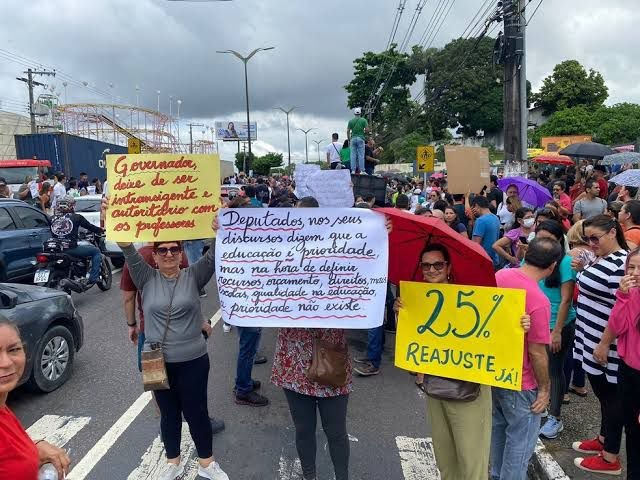 Governador,
deixe de ser
intransigente e
autoritário com
os professores
Deputados, nos seus
discursos dizem que a
educação é prioridade,
mas na hora de definir
recursos, orçamento, direitos,
qualidade na educação,
a prioridade não existe.
25%
REAJUSTE JÁ!